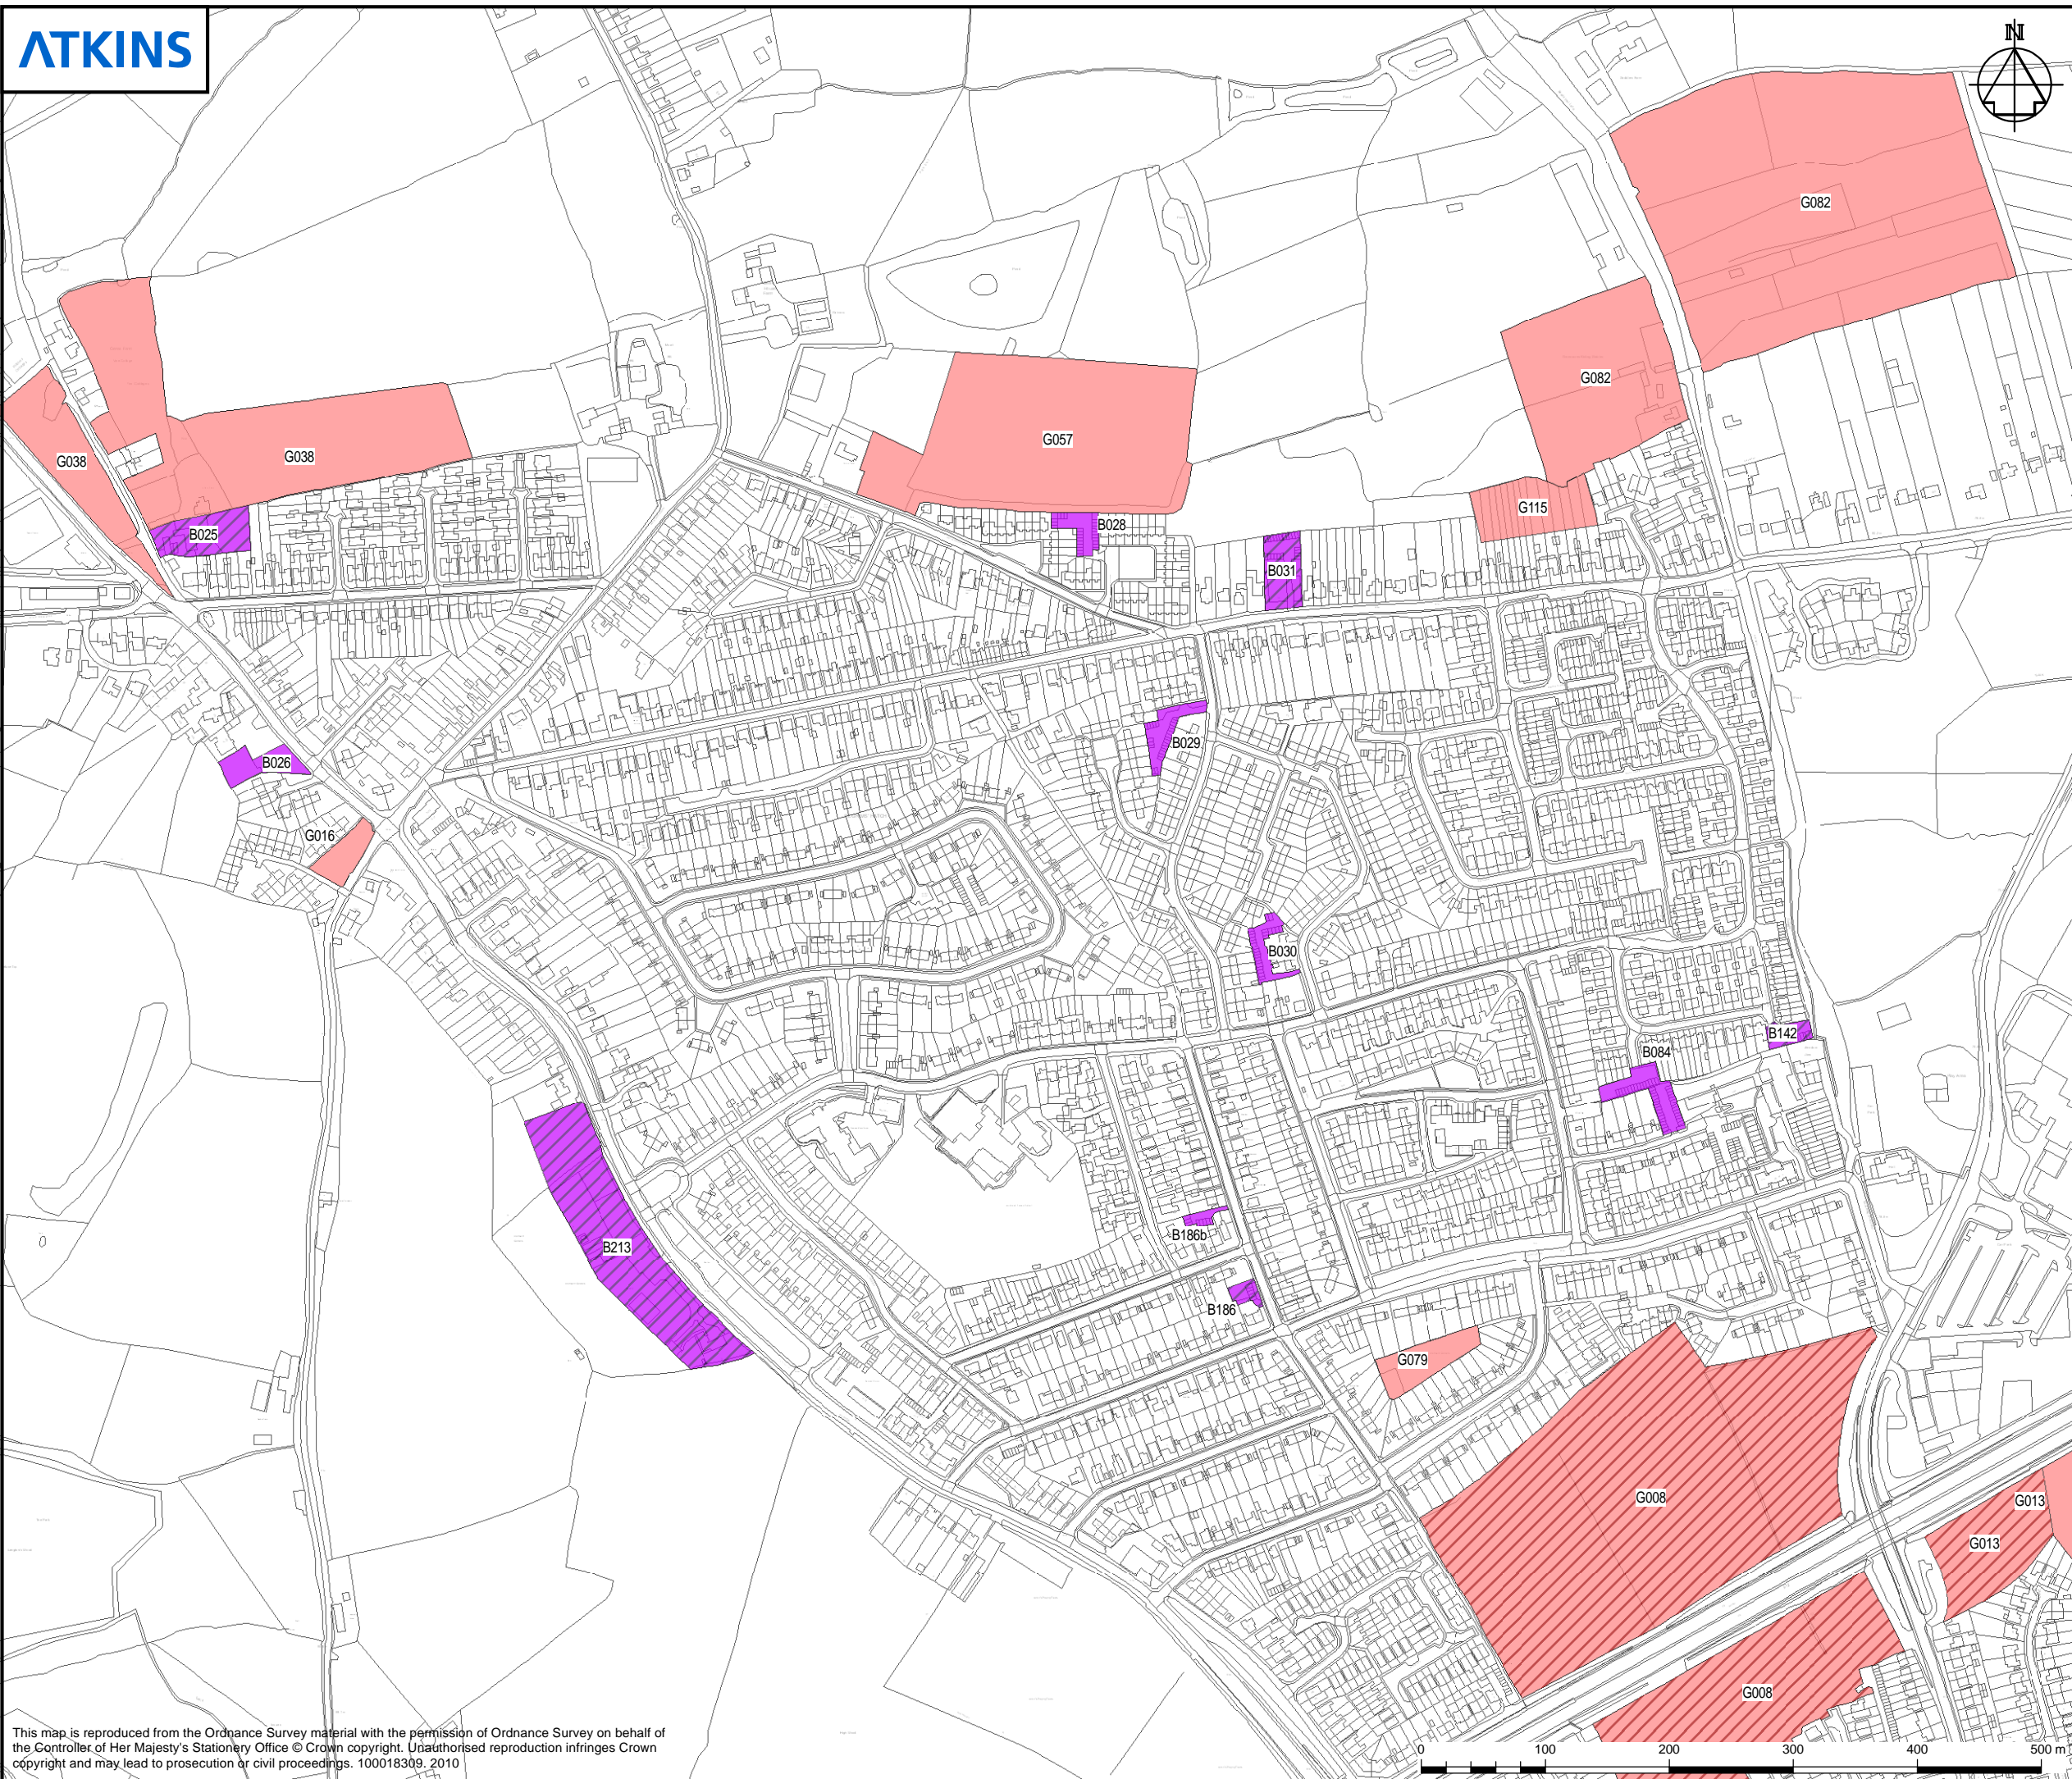 ATKINS
N
G082
G082
G038
G038
G057
G115
B025
B028
B031
B029
B026
G016
B030
B142
B084
B213
B186b
B186
G079
G008
G013
G013
G008
This map is reproduced from the Ordnance Survey material with the permission of Ordnance Survey on behalf of
the Controller of Her Majesty's Stationery Office © Crown copyright. Unauthorised reproduction infringes Crown
copyright and may lead to prosecution or civil proceedings. 100018309. 2010
0 100 200 300 400 500 m